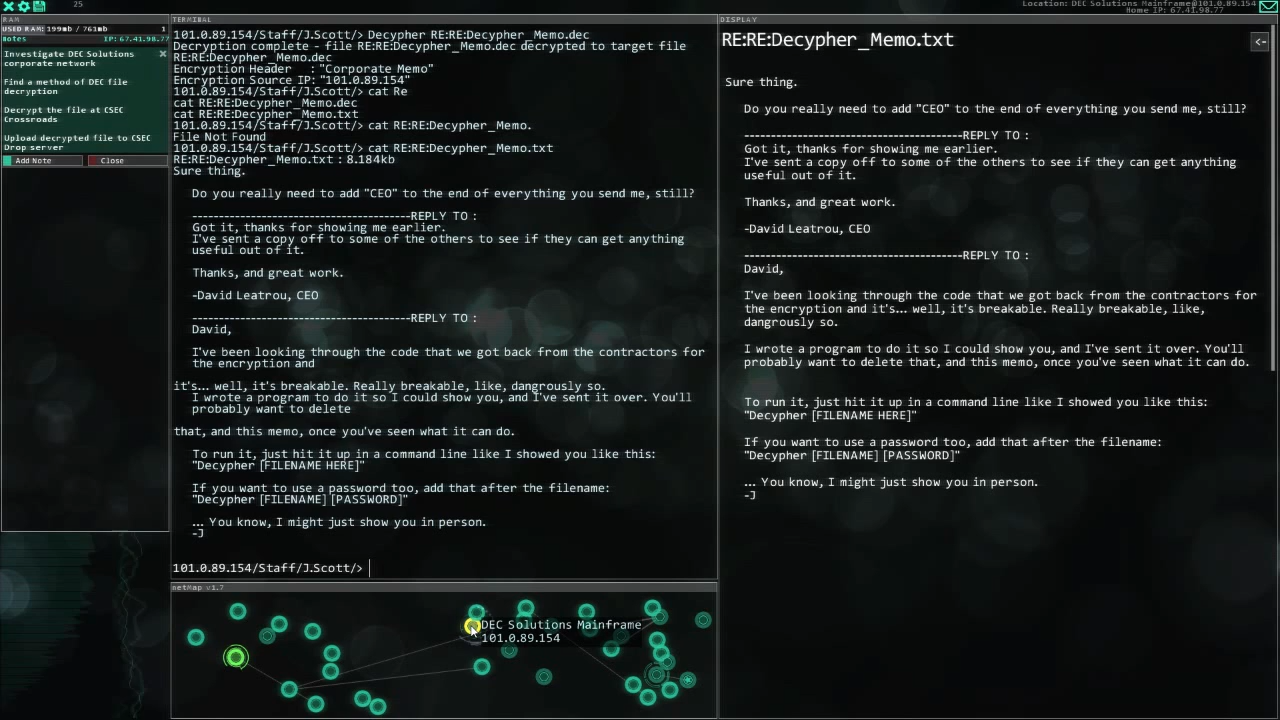 25
Location: DEC Solutions Mainframe@101.0.89.154
Home IP: 67.41.98.77
RAM
USED RAM: 199mb / 761mb 1
Notes IP:67.41.98.77
Investigate DEC Solutions
corporate network
Find a method of DEC file
decryption
Decrypt the file at CSEC
Crossroads
Upload decrypted file to CSEC
Drop server
Add Note Close
TERMINAL
101.0.89.154/Staff/J.Scott/> Decypher RE:RE:Decypher_Memo.dec
Decryption complete - file RE:RE:Decypher_Memo.dec decrypted to target file
RE:RE:Decypher_Memo.dec
Encryption Header : "Corporate Memo"
Encryption Source IP: "101.0.89.154"
101.0.89.154/Staff/J.Scott/> cat Re
cat RE:RE:Decypher_Memo.dec
cat RE:RE:Decypher_Memo.txt
101.0.89.154/Staff/J.Scott/> cat RE:RE:Decypher_Memo.
File Not Found
101.0.89.154/Staff/J.Scott/> cat RE:RE:Decypher_Memo.txt
RE:RE:Decypher_Memo.txt : 8.184kb
Sure thing.
Do you really need to add "CEO" to the end of everything you send me, still?
----------------------------------------REPLY TO :
Got it, thanks for showing me earlier.
I've sent a copy off to some of the others to see if they can get anything
useful out of it.
Thanks, and great work.
-David Leatrou, CEO
----------------------------------------REPLY TO :
David,
I've been looking through the code that we got back from the contractors for
the encryption and
it's... well, it's breakable. Really breakable, like, dangrously so.
I wrote a program to do it so I could show you, and I've sent it over. You'll
probably want to delete
that, and this memo, once you've seen what it can do.
To run it, just hit it up in a command line like I showed you like this:
"Decypher [FILENAME HERE]"
If you want to use a password too, add that after the filename:
"Decypher [FILENAME] [PASSWORD]"
... You know, I might just show you in person.
-J
101.0.89.154/Staff/J.Scott/>
netMap v1.7
DEC Solutions Mainframe
101.0.89.154
DISPLAY
RE:RE:Decypher_Memo.txt
<-
Sure thing.
Do you really need to add "CEO" to the end of everything you send me, still?
----------------------------------------REPLY TO :
Got it, thanks for showing me earlier.
I've sent a copy off to some of the others to see if they can get anything
useful out of it.
Thanks, and great work.
-David Leatrou, CEO
----------------------------------------REPLY TO :
David,
I've been looking through the code that we got back from the contractors for
the encryption and it's... well, it's breakable. Really breakable, like,
dangrously so.
I wrote a program to do it so I could show you, and I've sent it over. You'll
probably want to delete that, and this memo, once you've seen what it can do.
To run it, just hit it up in a command line like I showed you like this:
"Decypher [FILENAME HERE]"
If you want to use a password too, add that after the filename:
"Decypher [FILENAME] [PASSWORD]"
... You know, I might just show you in person.
-J